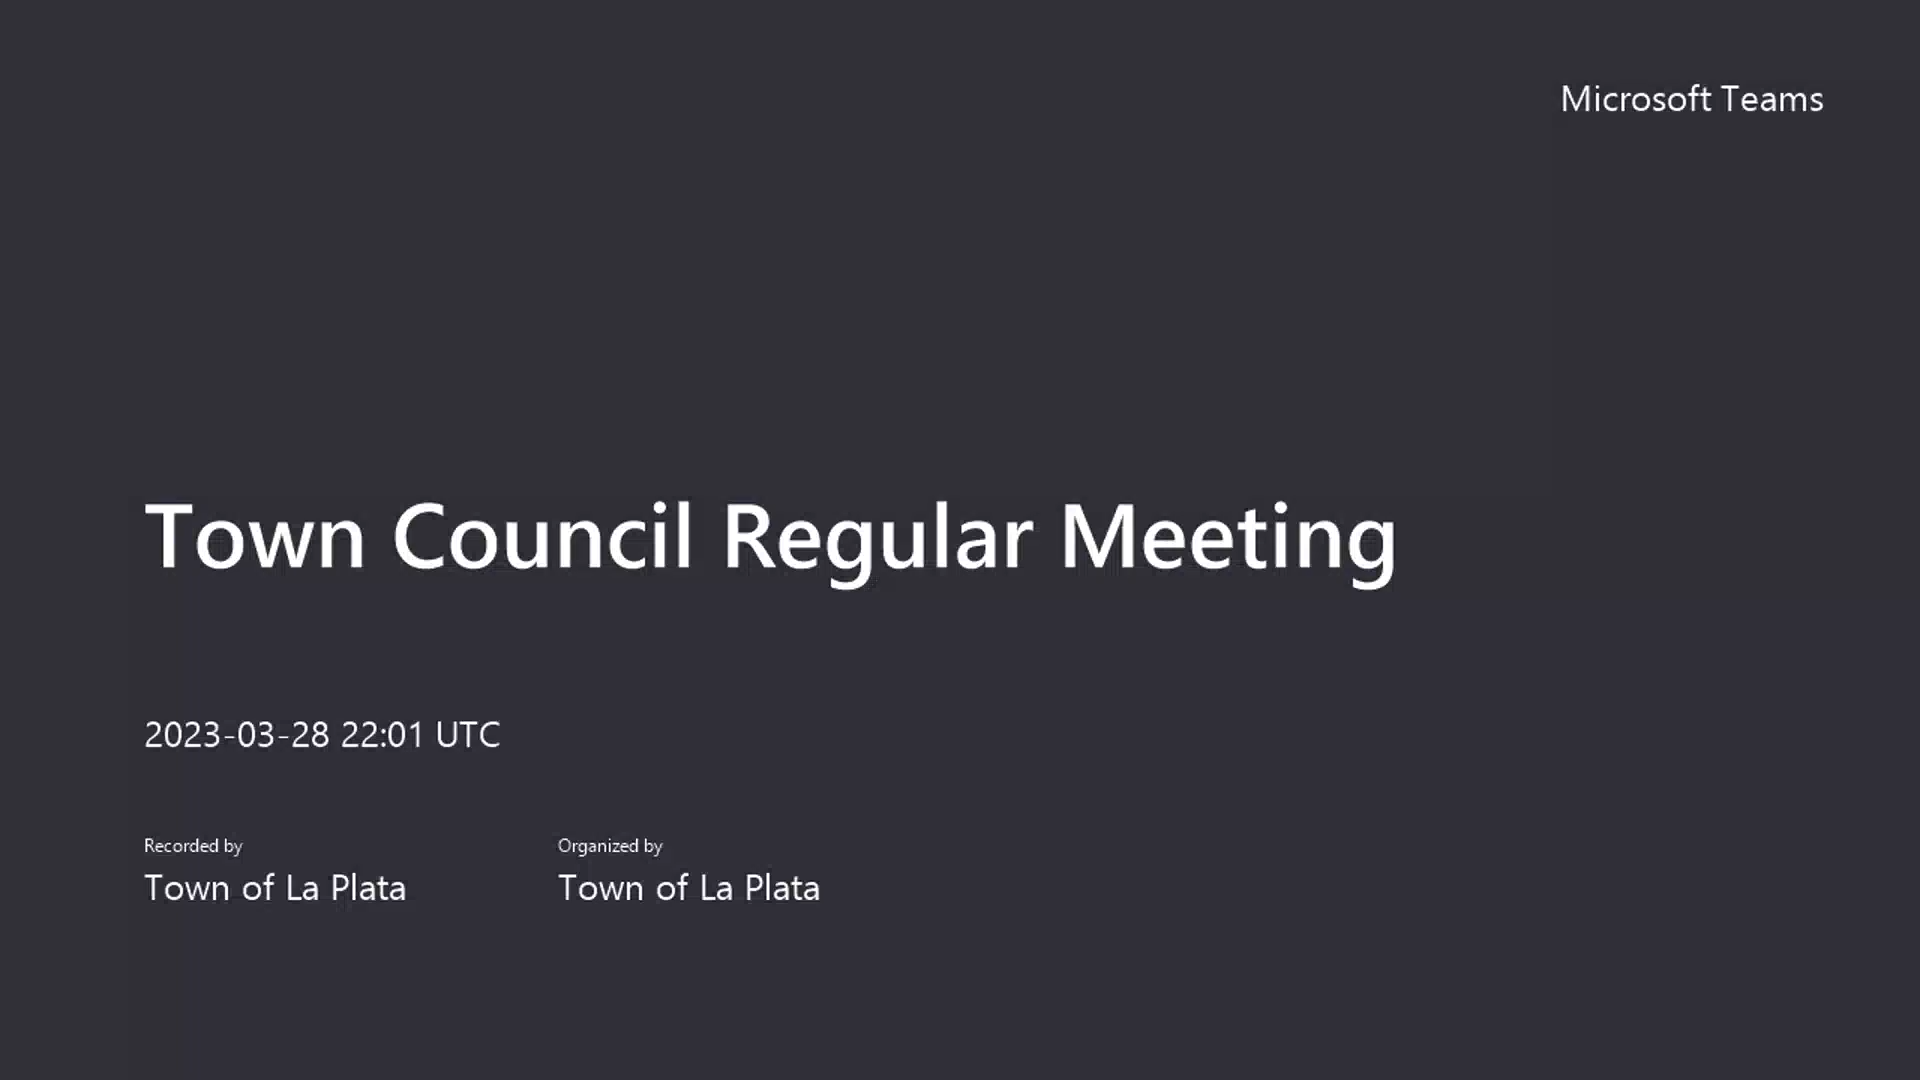 Microsoft Teams
Town Council Regular Meeting
2023-03-28 22:01 UTC
Recorded by
Organized by
Town of La Plata
Town of La Plata